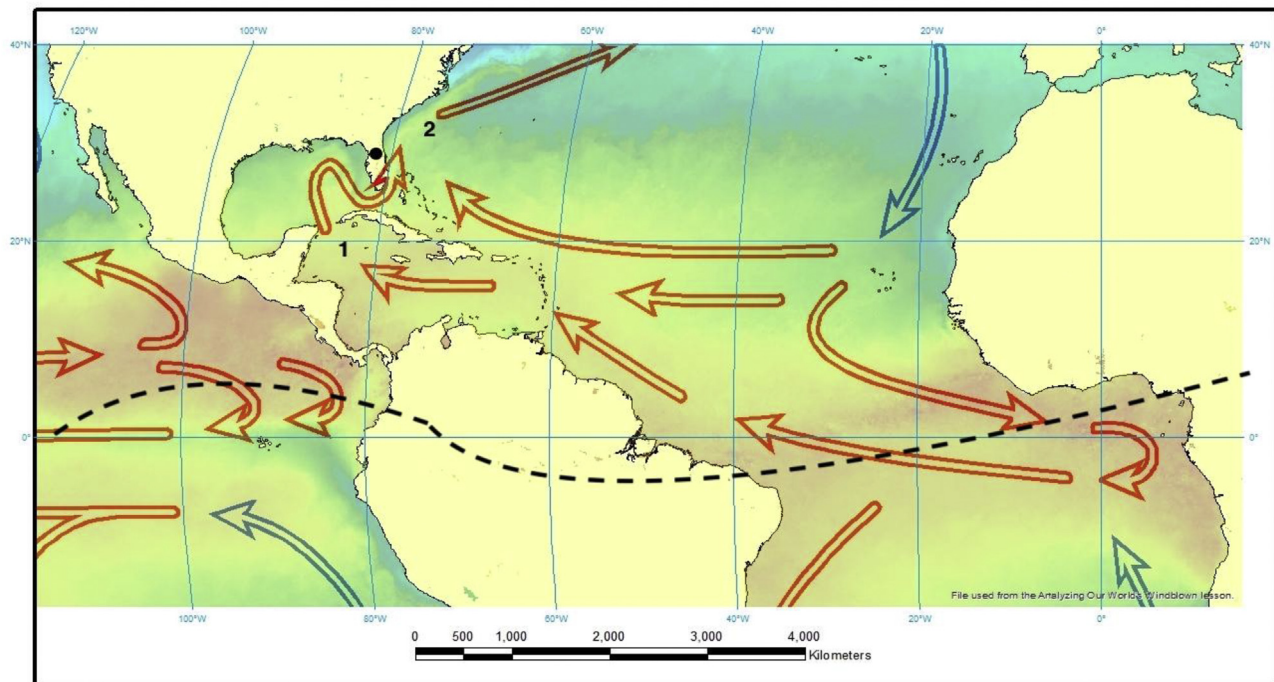 120°W 100°W 80°W 60°W 40°W 20°W 0°
40°N 40°N
2
20°N 1 20°N
0° 0°
File used from the Analyzing Our World's Windblown lesson.
100°W 80°W 60°W 40°W 20°W 0°
0 500 1,000 2,000 3,000 4,000
Kilometers